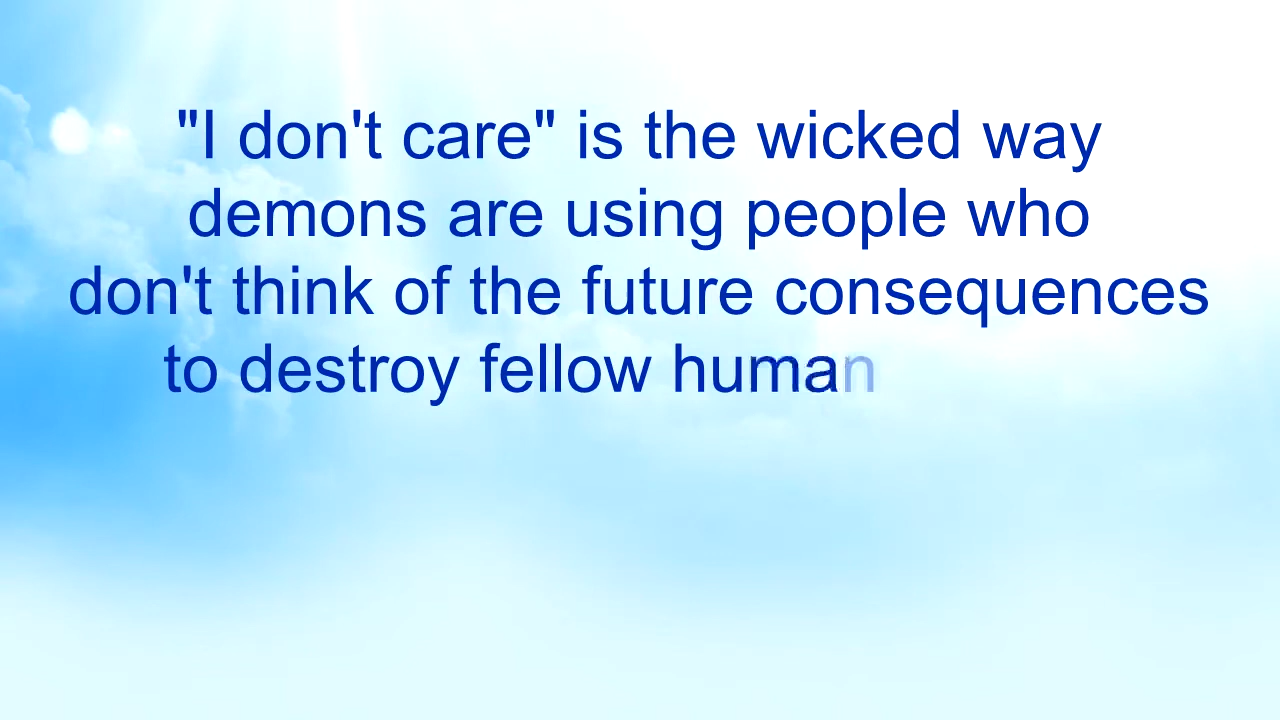 "I don't care" is the wicked way
demons are using people who
don't think of the future consequences
to destroy fellow human